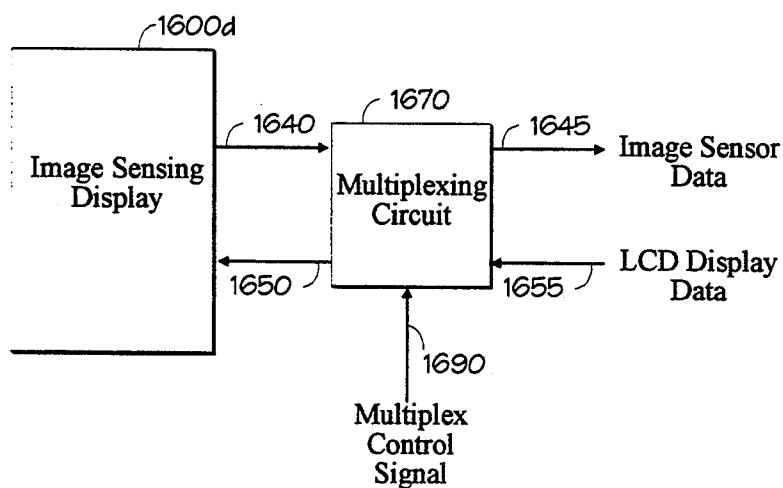 1600d
1670
1640
1645
Image Sensing
Display
Multiplexing
Circuit
Image Sensor
Data
1650
1655
LCD Display
Data
1690
Multiplex
Control
Signal